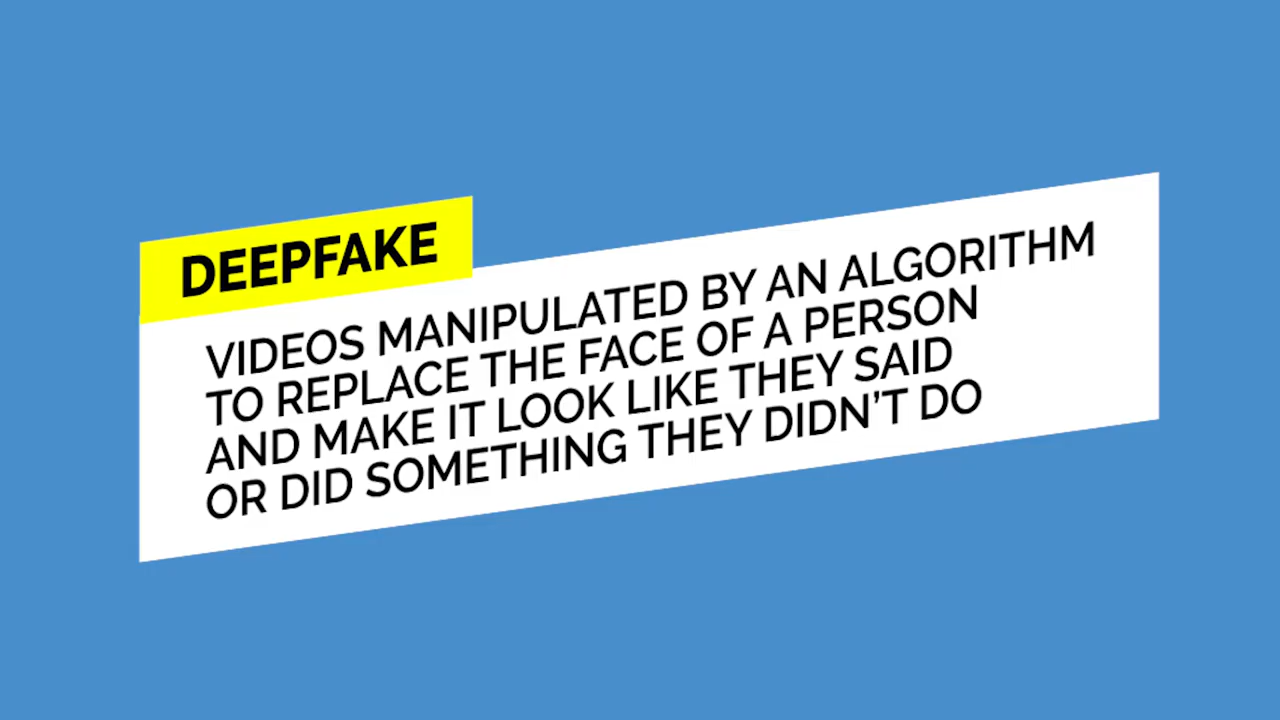 DEEPFAKE
VIDEOS MANIPULATED BY AN ALGORITHM
TO REPLACE THE FACE OF A PERSON
AND MAKE IT LOOK LIKE THEY SAID
OR DID SOMETHING THEY DIDN’T DO